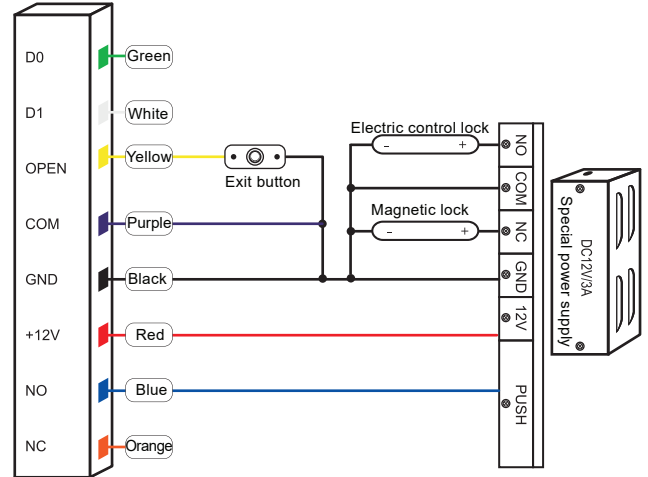 D0
Green
D1
White
OPEN
Yellow
Exit button
COM
Purple
GND
Black
+12V
Red
NO
Blue
NC
Orange
Electric control lock
- +
Magnetic lock
- +
NO
COM
NC
GND
12V
PUSH
DC12V/3A
Special power supply